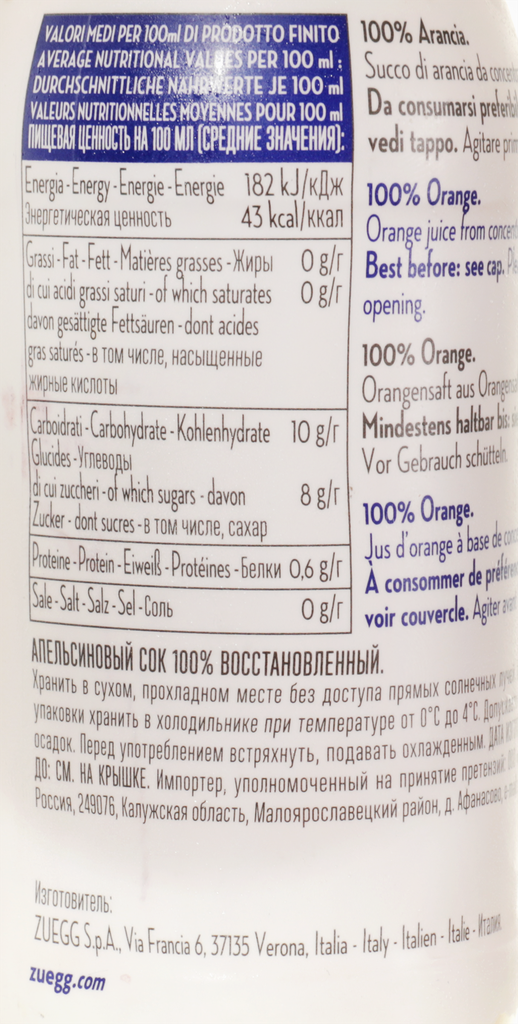 VALORI MEDI PER 100ml DI PRODOTTO FINITO
AVERAGE NUTRITIONAL VALUES PER 100 ml :
DURCHSCHNITTLICHE NÄHRWERTE JE 100 ml
VALEURS NUTRITIONNELLES MOYENNES POUR 100 ml
ПИЩЕВАЯ ЦЕННОСТЬ НА 100 МЛ (СРЕДНИЕ ЗНАЧЕНИЯ):
Energia - Energy - Energie - Energie 182 kJ/кДж
Энергетическая ценность 43 kcal/ккал
Grassi - Fat - Fett - Matières grasses - Жиры 0 g/г
di cui acidi grassi saturi - of which saturates 0 g/г
davon gesättigte Fettsäuren - dont acides
gras saturés - в том числе, насыщенные
жирные кислоты
Carboidrati - Carbohydrate - Kohlenhydrate 10 g/г
Glucides - Углеводы
di cui zuccheri - of which sugars - davon 8 g/г
Zucker - dont sucres - в том числе, сахар
Proteine - Protein - Eiweiß - Protéines - Белки 0,6 g/г
Sale - Salt - Salz - Sel - Соль 0 g/г
100% Arancia.
Succo di arancia da
Da consumarsi
vedi tappo. Agitare
100% Orange.
Orange juice from
Best before: see cap.
opening.
100% Orange.
Orangensaft aus
Mindestens haltbar bis:
Vor Gebrauch schütteln.
100% Orange.
Jus d'orange à base de
À consommer de
voir couvercle. Agiter
АПЕЛЬСИНОВЫЙ СОК 100% ВОССТАНОВЛЕННЫЙ.
Хранить в сухом, прохладном месте без доступа прямых солнечных
упаковки хранить в холодильнике при температуре от 0°С до 4°С.
осадок. Перед употреблением встряхнуть, подавать охлажденным. ДАТА
ДО: СМ. НА КРЫШКЕ. Импортер, уполномоченный на принятие претензий:
Россия, 249076, Калужская область, Малоярославецкий район, д. Афанасово,
Изготовитель:
ZUEGG S.p.A., Via Francia 6, 37135 Verona, Italia - Italy - Italien - Italie - Италия
zuegg.com